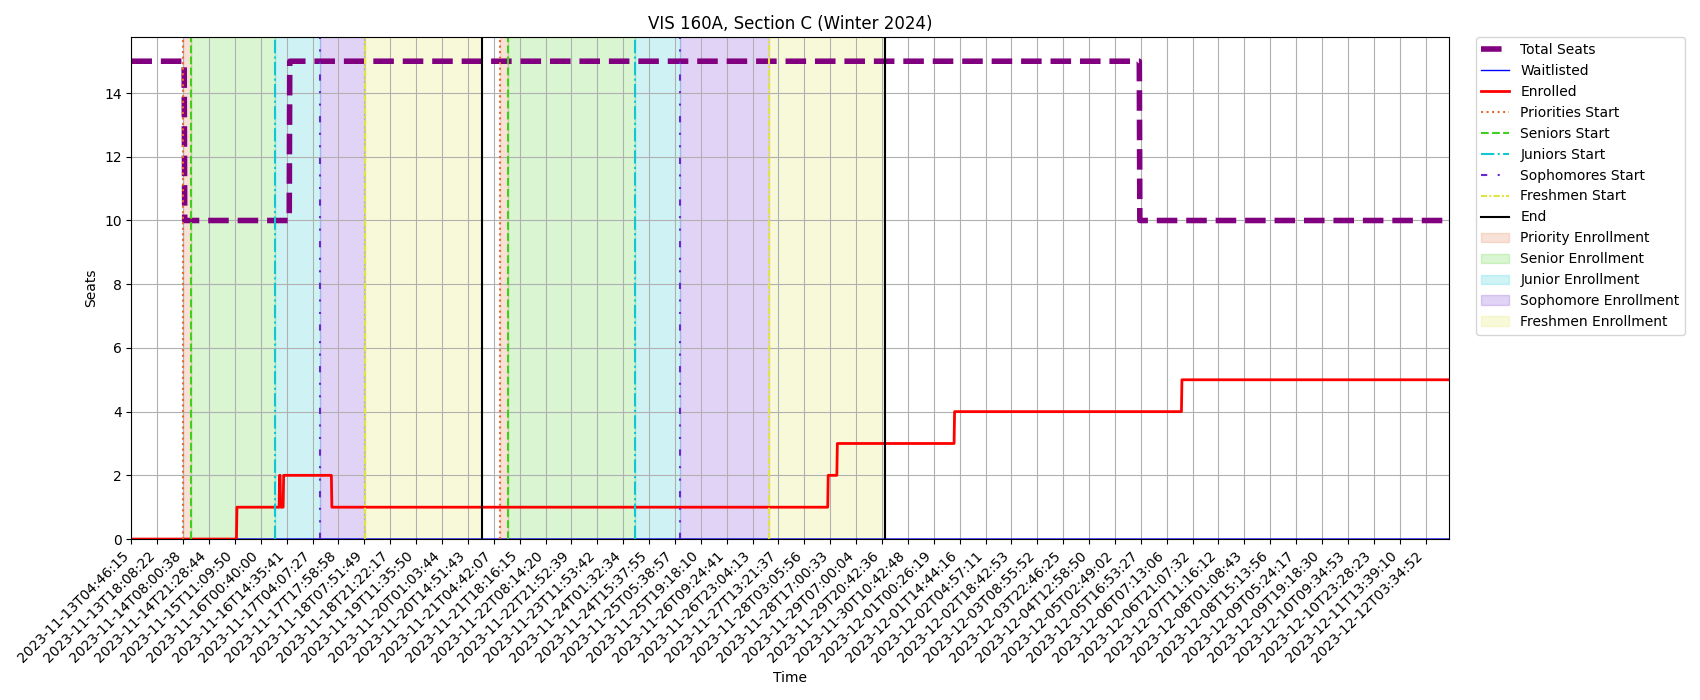 VIS 160A, Section C (Winter 2024)
Seats
14
12
10
8
6
4
2
0
2023-11-13T04:46:15
2023-11-13T18:08:22
2023-11-14T08:00:38
2023-11-14T21:28:44
2023-11-15T11:09:50
2023-11-16T00:40:00
2023-11-16T14:35:41
2023-11-17T04:07:27
2023-11-17T17:58:58
2023-11-18T07:51:49
2023-11-18T21:22:17
2023-11-19T11:35:50
2023-11-20T01:03:44
2023-11-20T14:51:43
2023-11-21T04:42:07
2023-11-21T18:16:15
2023-11-22T08:14:20
2023-11-22T21:52:39
2023-11-23T11:53:42
2023-11-24T01:32:34
2023-11-24T15:37:55
2023-11-25T05:38:57
2023-11-25T19:18:10
2023-11-26T09:24:41
2023-11-26T23:04:13
2023-11-27T13:21:37
2023-11-28T03:05:56
2023-11-28T17:00:33
2023-11-29T07:00:04
2023-11-29T20:42:36
2023-11-30T10:42:48
2023-12-01T00:26:19
2023-12-01T14:44:16
2023-12-02T04:57:11
2023-12-02T18:42:53
2023-12-03T08:55:52
2023-12-03T22:46:25
2023-12-04T12:58:50
2023-12-05T02:49:02
2023-12-05T16:53:27
2023-12-06T07:13:06
2023-12-06T21:07:32
2023-12-07T11:16:12
2023-12-08T01:08:43
2023-12-08T15:13:56
2023-12-09T05:24:17
2023-12-09T19:18:30
2023-12-10T09:34:53
2023-12-10T23:28:23
2023-12-11T13:39:10
2023-12-12T03:34:52
Time
Total Seats
Waitlisted
Enrolled
Priorities Start
Seniors Start
Juniors Start
Sophomores Start
Freshmen Start
End
Priority Enrollment
Senior Enrollment
Junior Enrollment
Sophomore Enrollment
Freshmen Enrollment